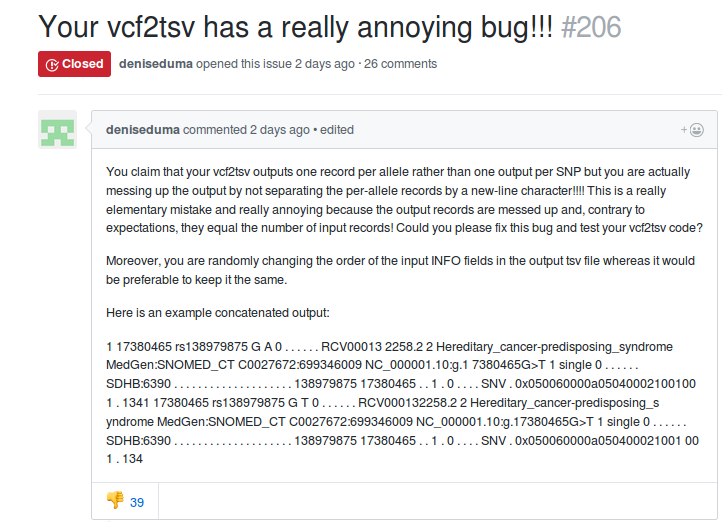 Your vcf2tsv has a really annoying bug!!! #206
Closed deniseduma opened this issue 2 days ago · 26 comments
deniseduma commented 2 days ago • edited
You claim that your vcf2tsv outputs one record per allele rather than one output per SNP but you are actually
messing up the output by not separating the per-allele records by a new-line character!!!! This is a really
elementary mistake and really annoying because the output records are messed up and, contrary to
expectations, they equal the number of input records! Could you please fix this bug and test your vcf2tsv code?
Moreover, you are randomly changing the order of the input INFO fields in the output tsv file whereas it would
be preferable to keep it the same.
Here is an example concatenated output:
1 17380465 rs138979875 G A 0 . . . . . . RCV00013 2258.2 2 Hereditary_cancer-predisposing_syndrome
MedGen:SNOMED_CT C0027672:699346009 NC_000001.10:g.1 7380465G>T 1 single 0 . . . . . .
SDHB:6390 . . . . . . . . . . . . . . . . . . . . 138979875 17380465 . . 1 . 0 . . . . SNV . 0x050060000a05040002100100
1 . 1341 17380465 rs138979875 G T 0 . . . . . . RCV000132258.2 2 Hereditary_cancer-predisposing_s
yndrome MedGen:SNOMED_CT C0027672:699346009 NC_000001.10:g.17380465G>T 1 single 0 . . . . . .
SDHB:6390 . . . . . . . . . . . . . . . . . . . . 138979875 17380465 . . 1 . 0 . . . . SNV . 0x050060000a050400021001 00
1 . 134
39